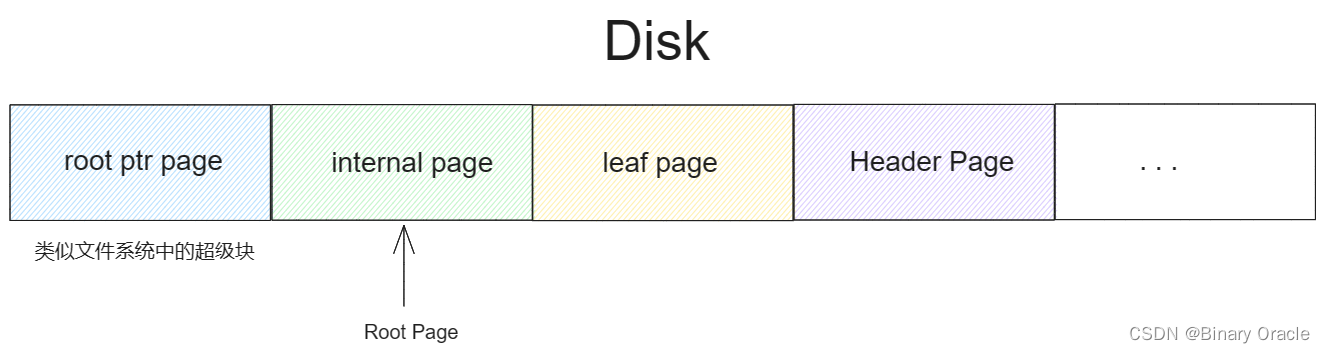 Disk
root ptr page
internal page
leaf page
Header Page
. . .
类似文件系统中的超级块
Root Page
CSDN @Binary Oracle